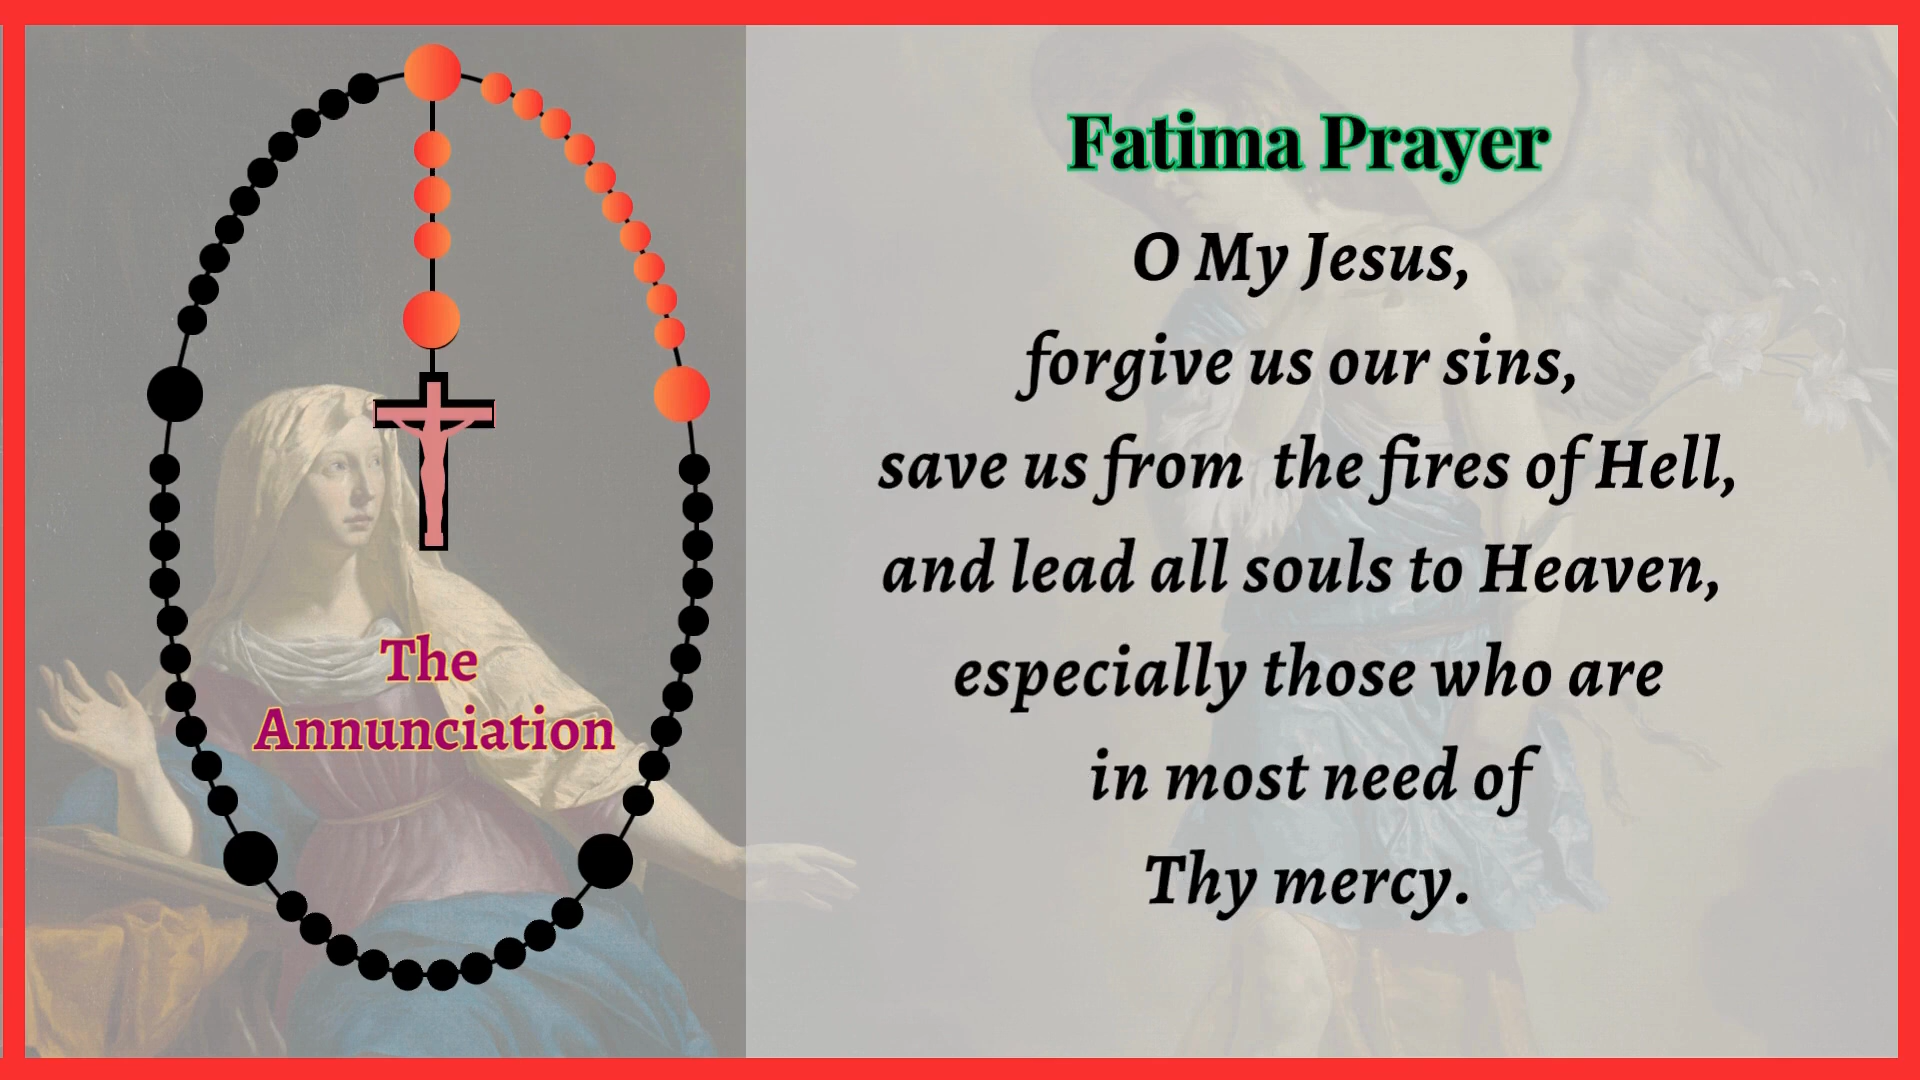 The
Annunciation
Fatima Prayer
O My Jesus,
forgive us our sins,
save us from the fires of Hell,
and lead all souls to Heaven,
especially those who are
in most need of
Thy mercy.